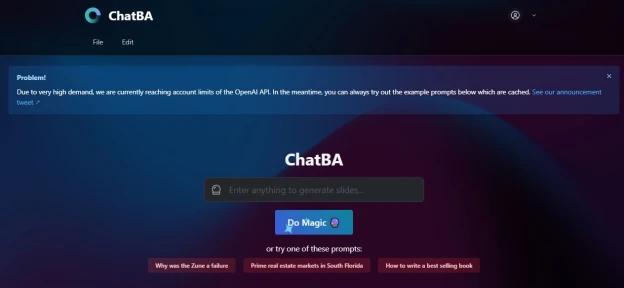 ChatBA
File Edit
Problem!
Due to very high demand, we are currently reaching account limits of the OpenAI API. In the meantime, you can always try out the example prompts below which are cached. See our announcement
tweet ↗
ChatBA
Enter anything to generate slides...
Do Magic 🔮
or try one of these prompts:
Why was the Zune a failure Prime real estate markets in South Florida How to write a best selling book